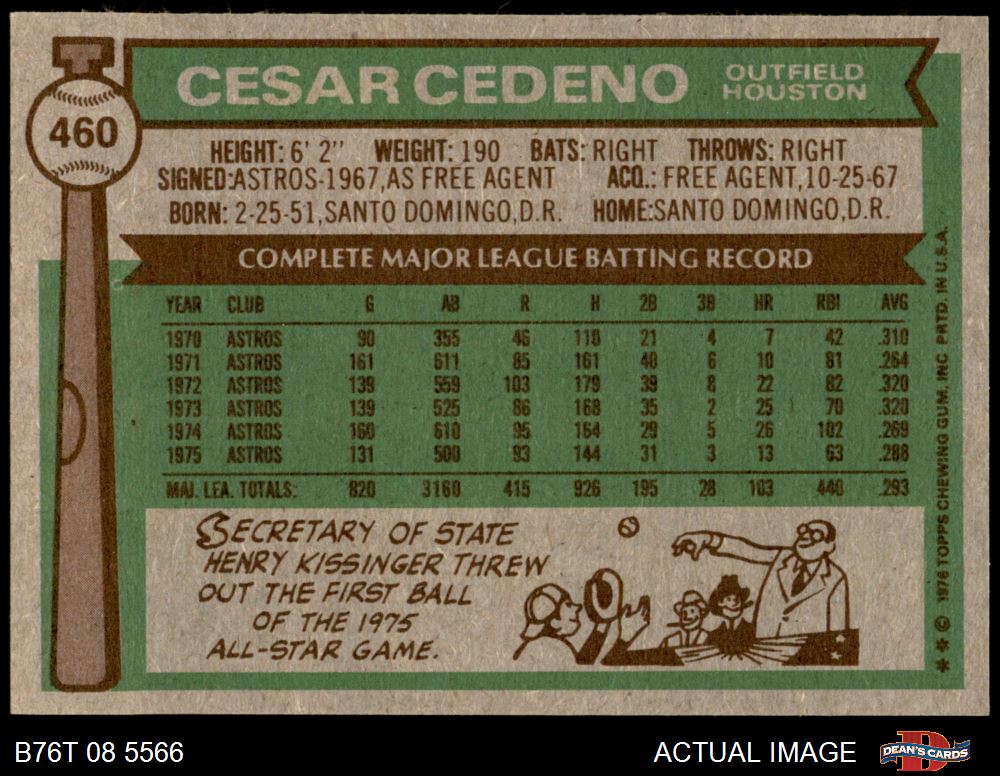 CESAR CEDENO OUTFIELD
HOUSTON
460
HEIGHT: 6' 2" WEIGHT: 190 BATS: RIGHT THROWS: RIGHT
SIGNED:ASTROS-1967,AS FREE AGENT ACQ.: FREE AGENT,10-25-67
BORN: 2-25-51,SANTO DOMINGO,D.R. HOME:SANTO DOMINGO,D.R.
COMPLETE MAJOR LEAGUE BATTING RECORD
YEAR CLUB G AB R H 2B 3B HR RBI AVG
1970 ASTROS 90 355 46 110 21 4 7 42 .310
1971 ASTROS 161 611 85 161 40 6 10 81 .264
1972 ASTROS 139 559 103 179 39 8 22 82 .320
1973 ASTROS 139 525 86 168 35 2 25 70 .320
1974 ASTROS 160 610 95 164 29 5 26 102 .269
1975 ASTROS 131 500 93 144 31 3 13 63 .288
MAJ. LEA. TOTALS: 820 3160 415 926 195 28 103 440 .293
SECRETARY OF STATE
HENRY KISSINGER THREW
OUT THE FIRST BALL
OF THE 1975
ALL-STAR GAME.
** © 1976 TOPPS CHEWING GUM, INC PRTD. IN U.S.A.
B76T 08 5566 ACTUAL IMAGE DEAN'S CARDS